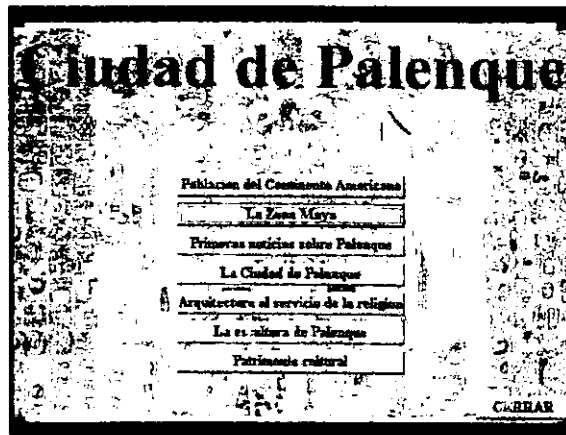 Ciudad de Palenque
Poblacion del Continente Americano
La Zona Maya
Primeras noticias sobre Palenque
La Ciudad de Palenque
Arquitectura al servicio de la religion
La escultura de Palenque
Patrimonio cultural
CERRAR